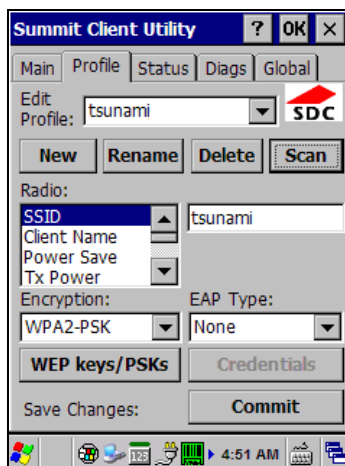 Summit Client Utility ? OK ×
Main Profile Status Diags Global
Edit
Profile: tsunami
SDC
New Rename Delete Scan
Radio:
SSID tsunami
Client Name
Power Save
Tx Power
Encryption: EAP Type:
WPA2-PSK None
WEP keys/PSKs Credentials
Save Changes: Commit
123 4:51 AM